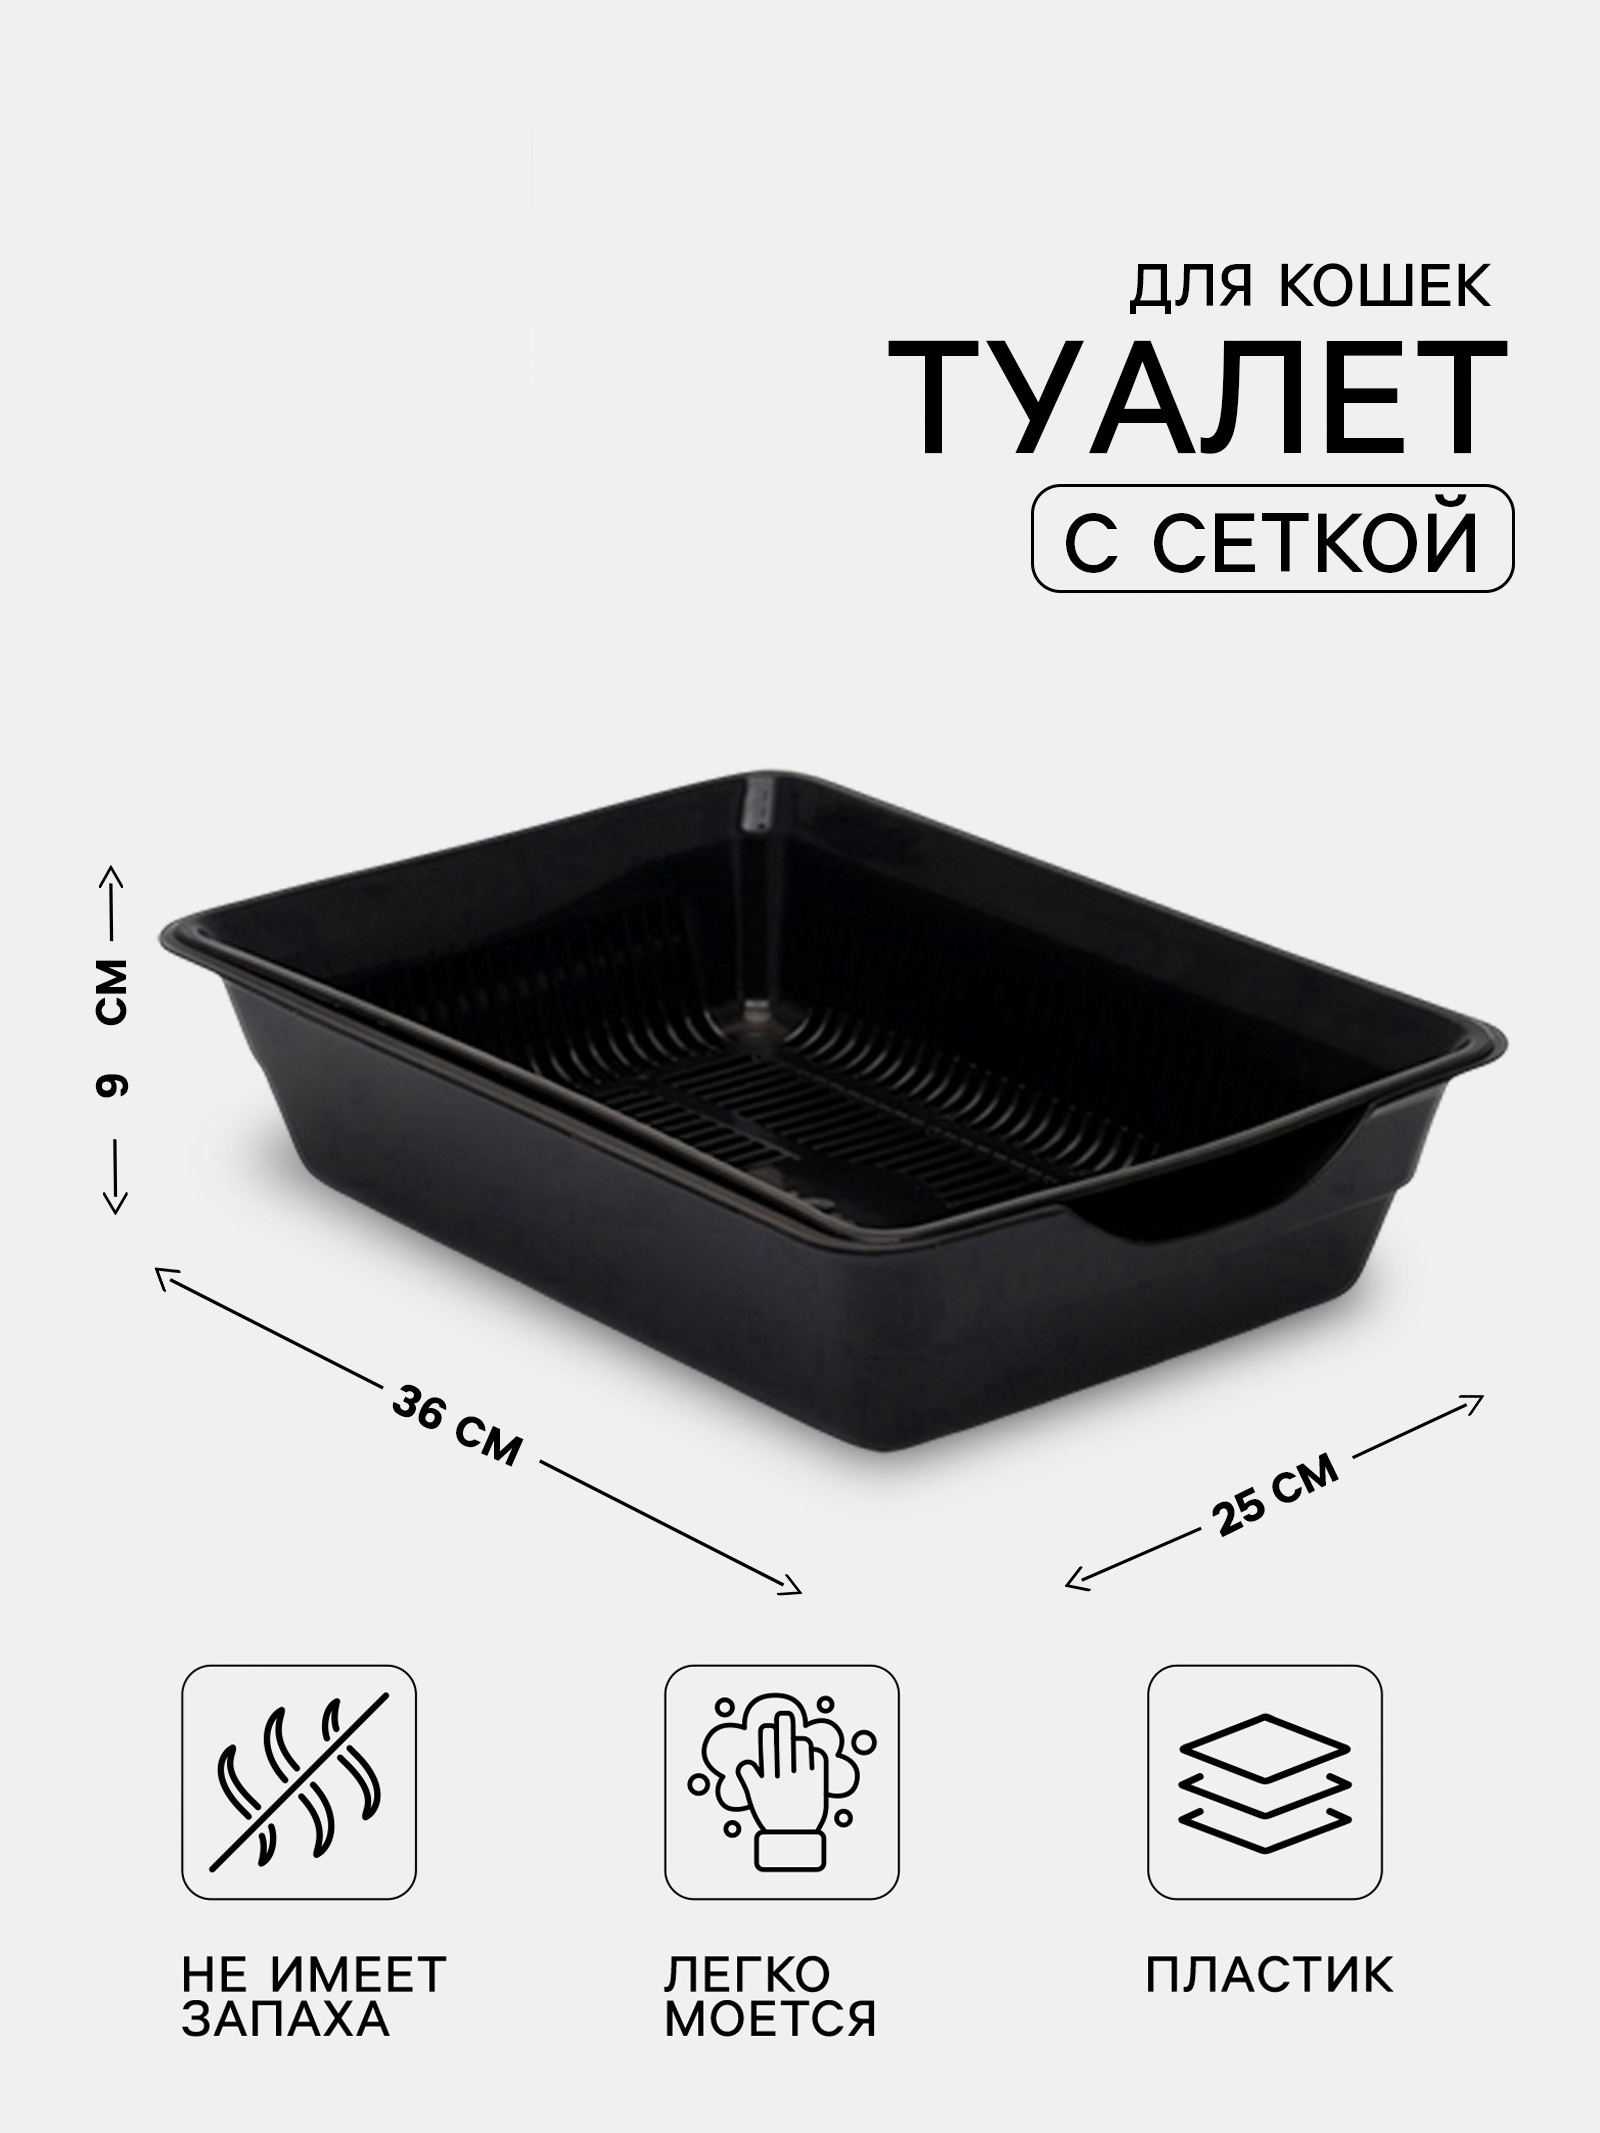 ДЛЯ КОШЕК
ТУАЛЕТ
С СЕТКОЙ
9 СМ
36 СМ
25 СМ
НЕ ИМЕЕТ
ЗАПАХА
ЛЕГКО
МОЕТСЯ
ПЛАСТИК